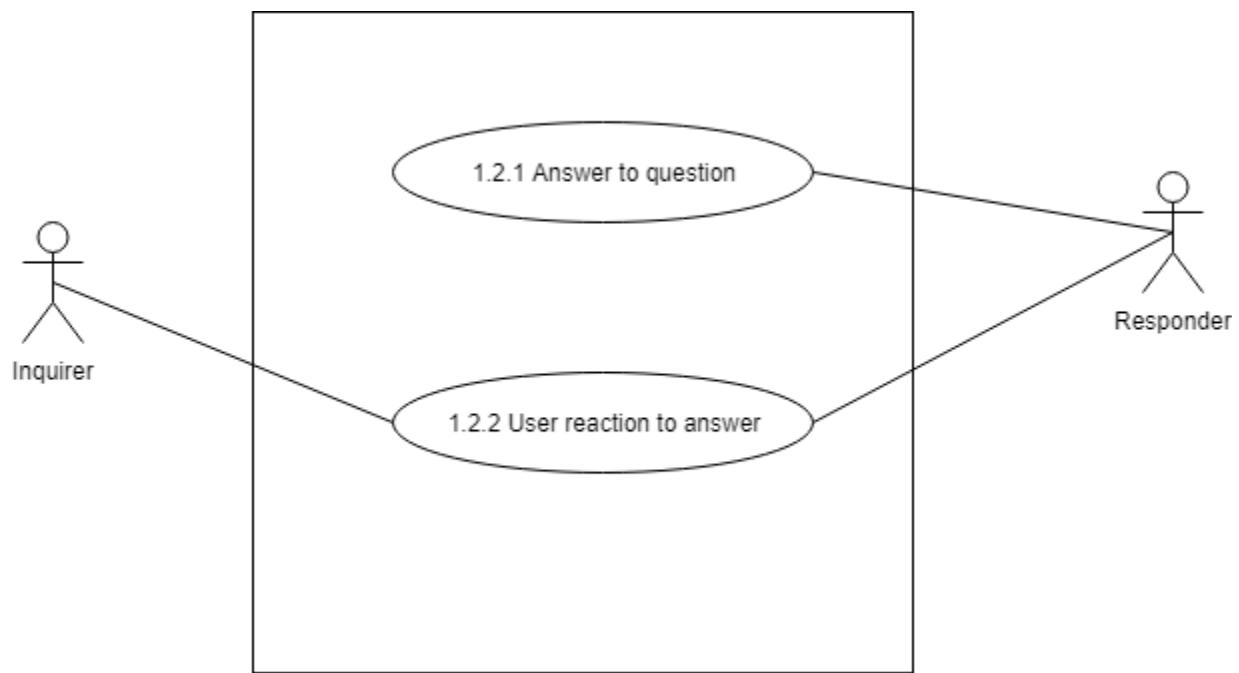 1.2.1 Answer to question
Inquirer
Responder
1.2.2 User reaction to answer